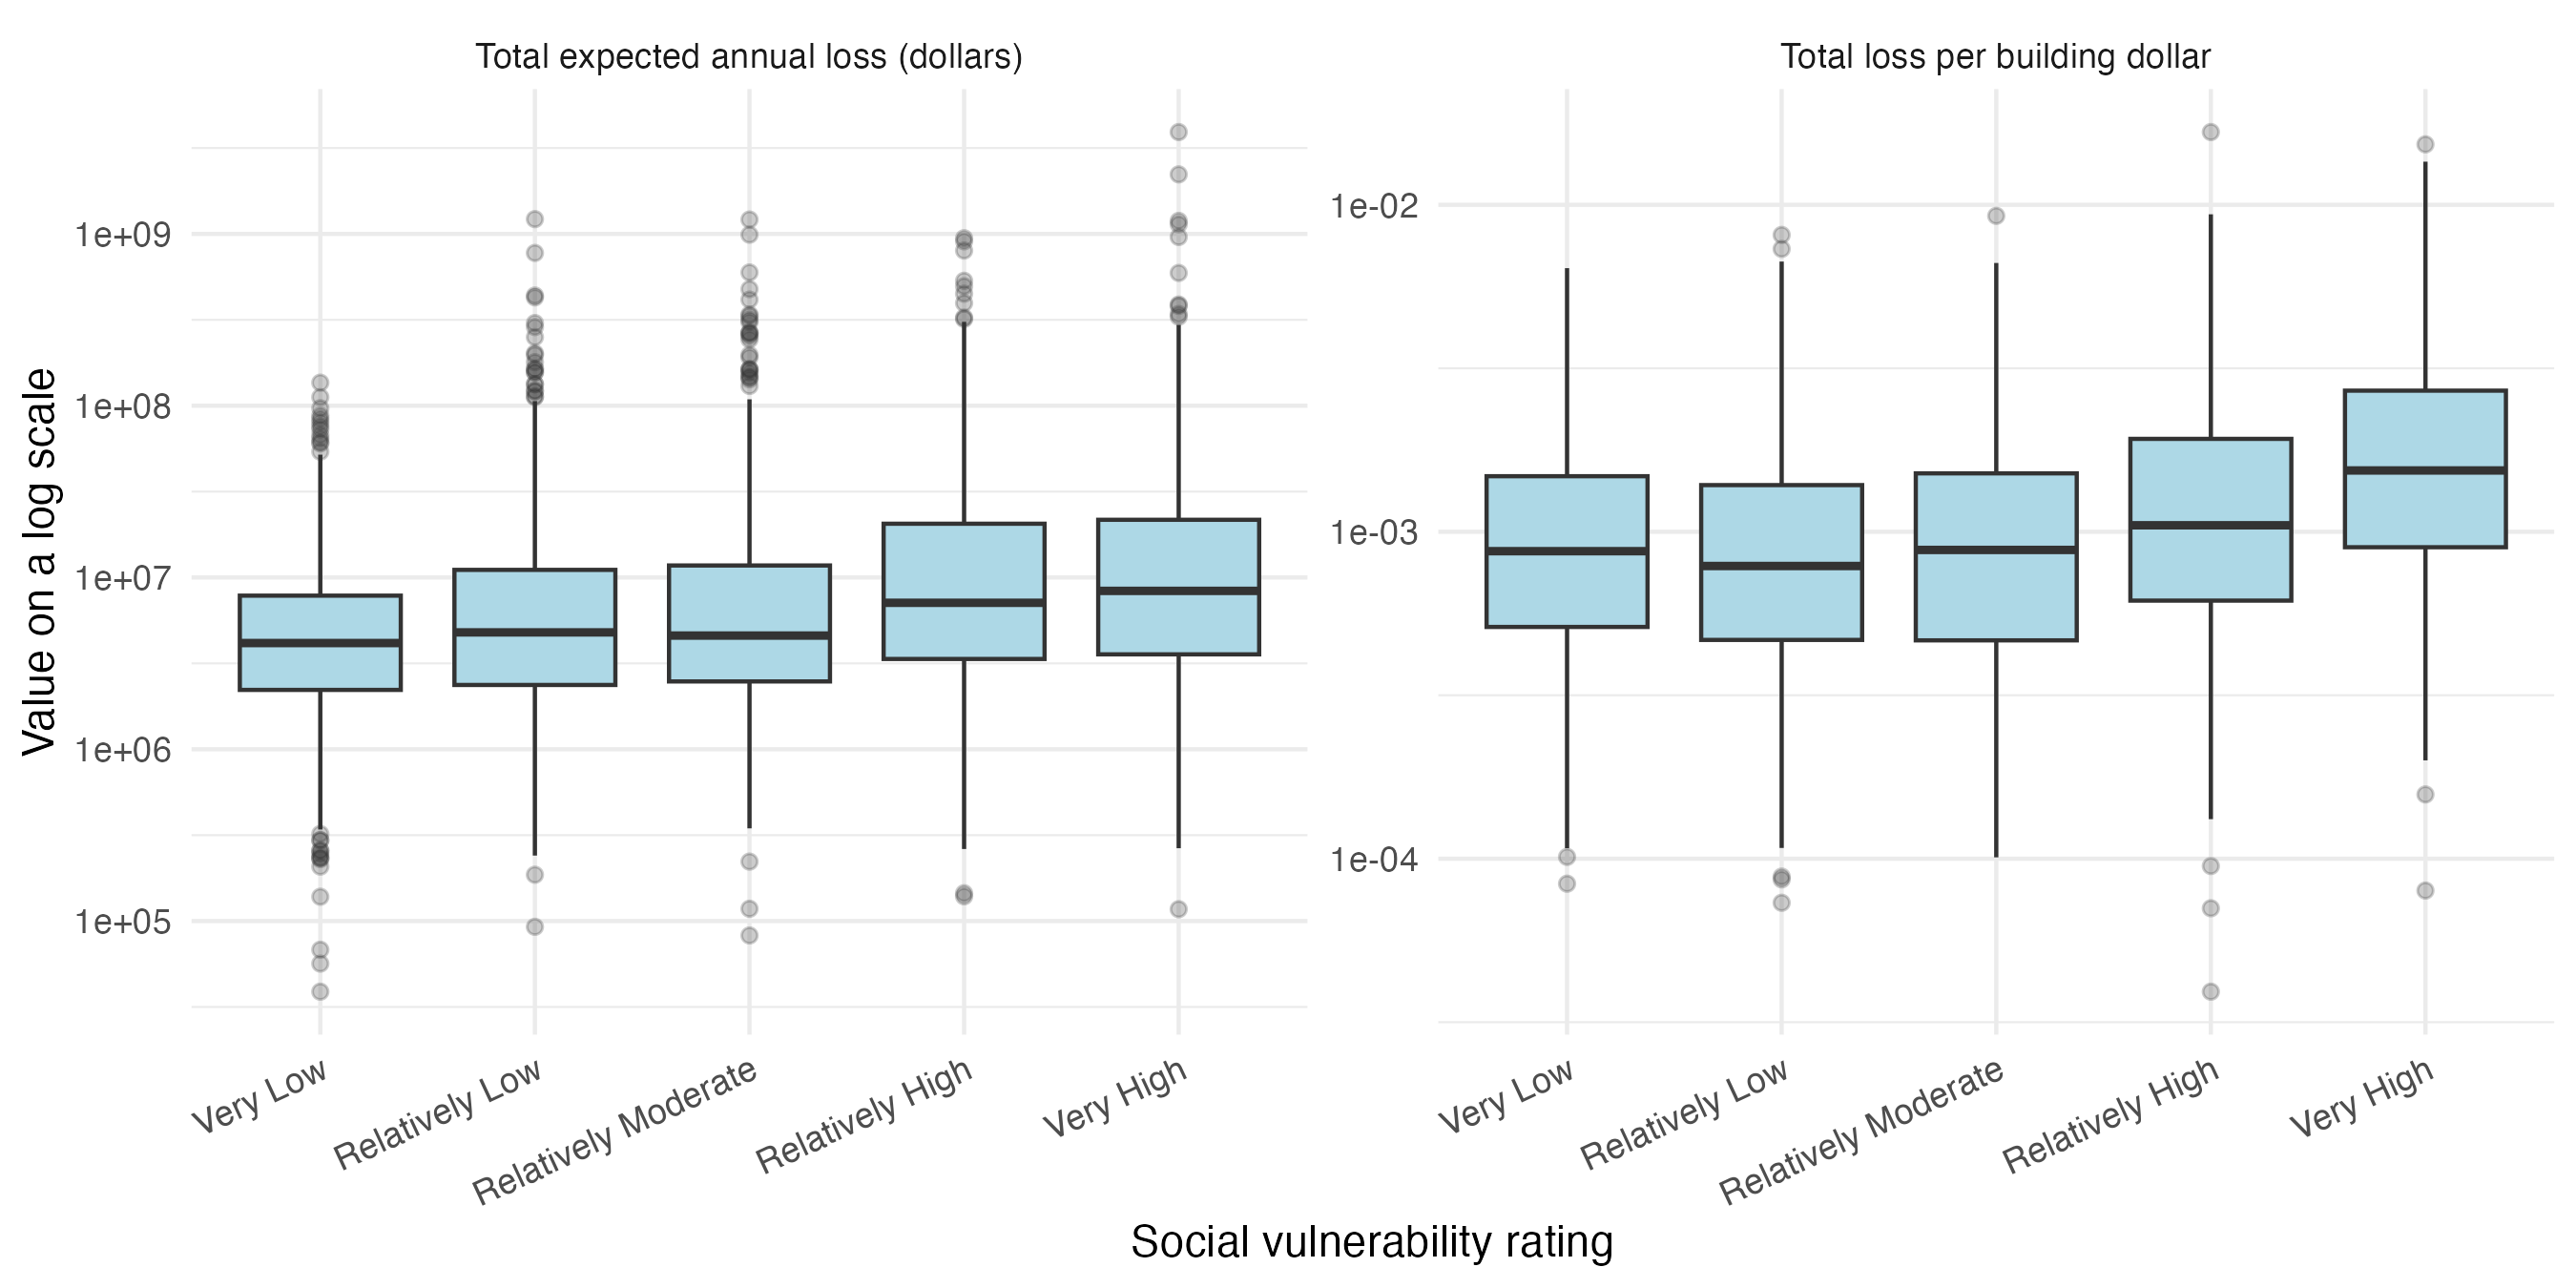 Total expected annual loss (dollars)
Total loss per building dollar
Value on a log scale
1e+09
1e+08
1e+07
1e+06
1e+05
1e-02
1e-03
1e-04
Very Low
Relatively Low
Relatively Moderate
Relatively High
Very High
Very Low
Relatively Low
Relatively Moderate
Relatively High
Very High
Social vulnerability rating